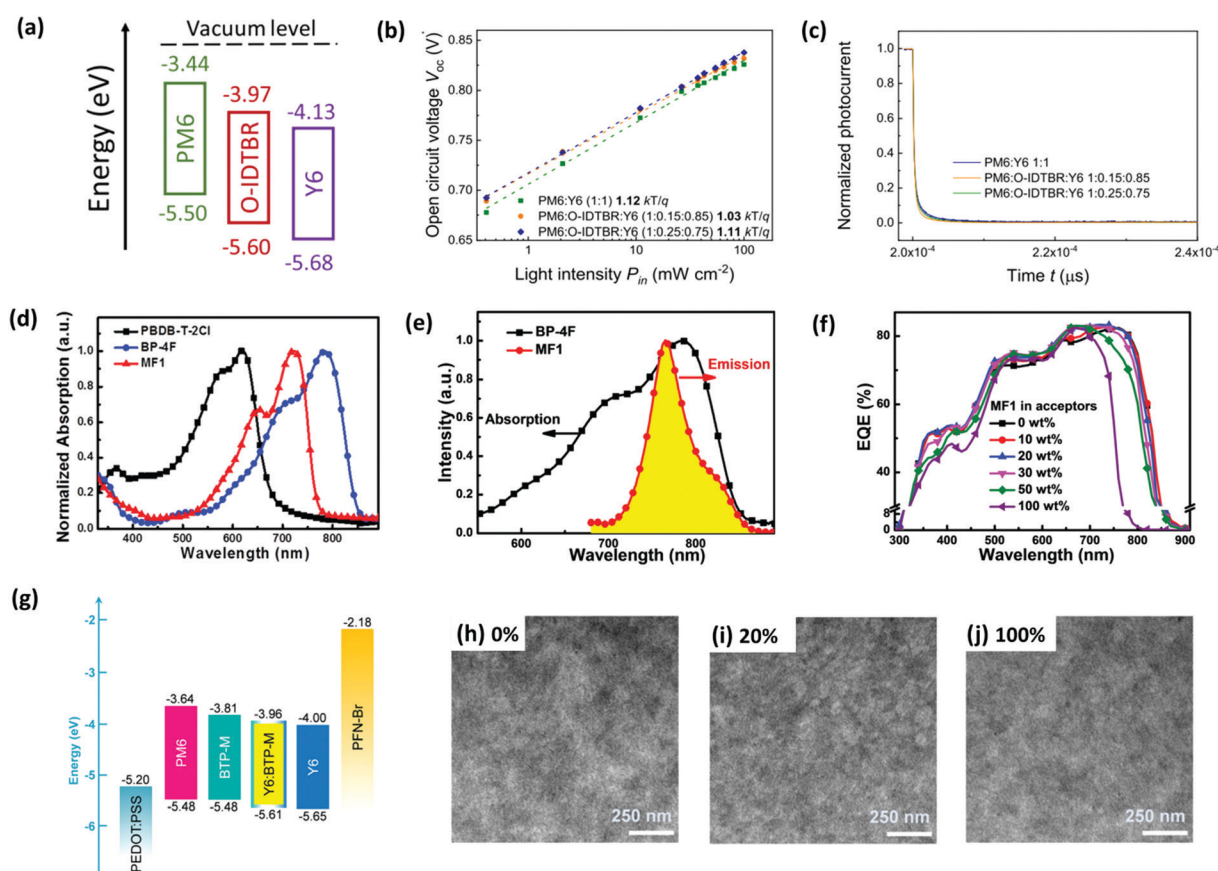 (a)
Vacuum level
Energy (eV)
-3.44
-3.97
-4.13
PM6
O-IDTBR
Y6
-5.50
-5.60
-5.68
(b)
Open circuit voltage Voc (V)
0.85
0.80
0.75
0.70
0.65
PM6:Y6 (1:1) 1.12 kT/q
PM6:O-IDTBR:Y6 (1:0.15:0.85) 1.03 kT/q
PM6:O-IDTBR:Y6 (1:0.25:0.75) 1.11 kT/q
1 10 100
Light intensity Pin (mW cm-2)
(c)
Normalized photocurrent
1.0
0.8
0.6
0.4
0.2
0.0
PM6:Y6 1:1
PM6:O-IDTBR:Y6 1:0.15:0.85
PM6:O-IDTBR:Y6 1:0.25:0.75
2.0x10-4 2.2x10-4 2.4x10-4
Time t (μs)
(d)
Normalized Absorption (a.u.)
1.0
0.8
0.6
0.4
0.2
0.0
PBDB-T-2Cl
BP-4F
MF1
400 500 600 700 800
Wavelength (nm)
(e)
Intensity (a.u.)
1.0
0.8
0.6
0.4
0.2
0.0
BP-4F
MF1
Emission
Absorption
600 700 800
Wavelength (nm)
(f)
EQE (%)
80
60
40
8
0
MF1 in acceptors
0 wt%
10 wt%
20 wt%
30 wt%
50 wt%
100 wt%
300 400 500 600 700 800 900
Wavelength (nm)
(g)
Energy (eV)
-2
-3
-4
-5
-6
-2.18
-3.64
-3.81
-3.96
-4.00
-5.20
PEDOT:PSS
PM6
BTP-M
Y6:BTP-M
Y6
PFN-Br
-5.48
-5.48
-5.61
-5.65
(h) 0%
250 nm
(i) 20%
250 nm
(j) 100%
250 nm